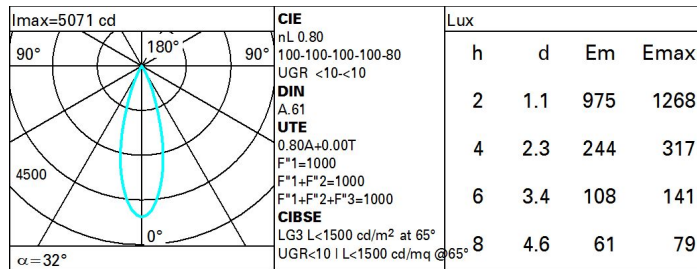 Imax=5071 cd
90°
180°
90°
4500
0°
α=32°
CIE
nL 0.80
100-100-100-100-80
UGR <10-<10
DIN
A.61
UTE
0.80A+0.00T
F"1=1000
F"1+F"2=1000
F"1+F"2+F"3=1000
CIBSE
LG3 L<1500 cd/m² at 65°
UGR<10 | L<1500 cd/mq @65°
Lux
h d Em Emax
2 1.1 975 1268
4 2.3 244 317
6 3.4 108 141
8 4.6 61 79